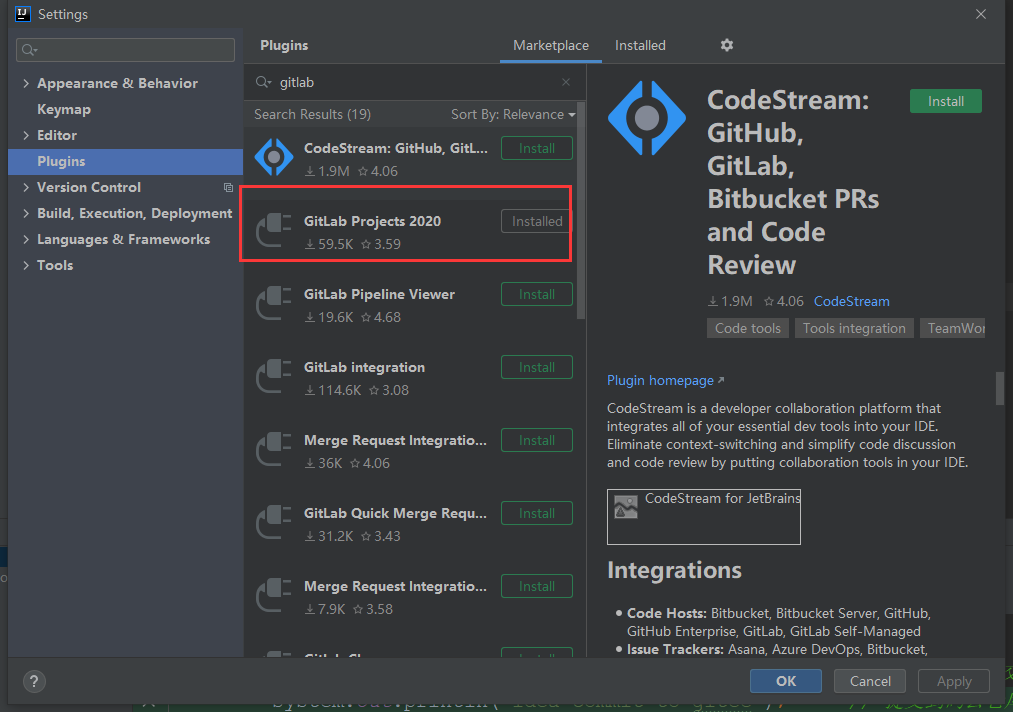 Settings
Plugins
Marketplace
Installed
Appearance & Behavior
Keymap
Editor
Plugins
Version Control
Build, Execution, Deployment
Languages & Frameworks
Tools
gitlab
Search Results (19)
Sort By: Relevance
CodeStream: GitHub, GitL...
Install
1.9M 4.06
GitLab Projects 2020
Installed
59.5K 3.59
GitLab Pipeline Viewer
Install
19.6K 4.68
GitLab integration
Install
114.6K 3.08
Merge Request Integratio...
Install
36K 4.06
GitLab Quick Merge Requ...
Install
31.2K 3.43
Merge Request Integratio...
Install
7.9K 3.58
CodeStream:
GitHub,
GitLab,
Bitbucket PRs
and Code
Review
Install
1.9M 4.06 CodeStream
Code tools
Tools integration
TeamWor
Plugin homepage
CodeStream is a developer collaboration platform that
integrates all of your essential dev tools into your IDE.
Eliminate context-switching and simplify code discussion
and code review by putting collaboration tools in your IDE.
CodeStream for JetBrains
Integrations
• Code Hosts: Bitbucket, Bitbucket Server, GitHub,
GitHub Enterprise, GitLab, GitLab Self-Managed
• Issue Trackers: Asana, Azure DevOps, Bitbucket,
?
OK
Cancel
Apply